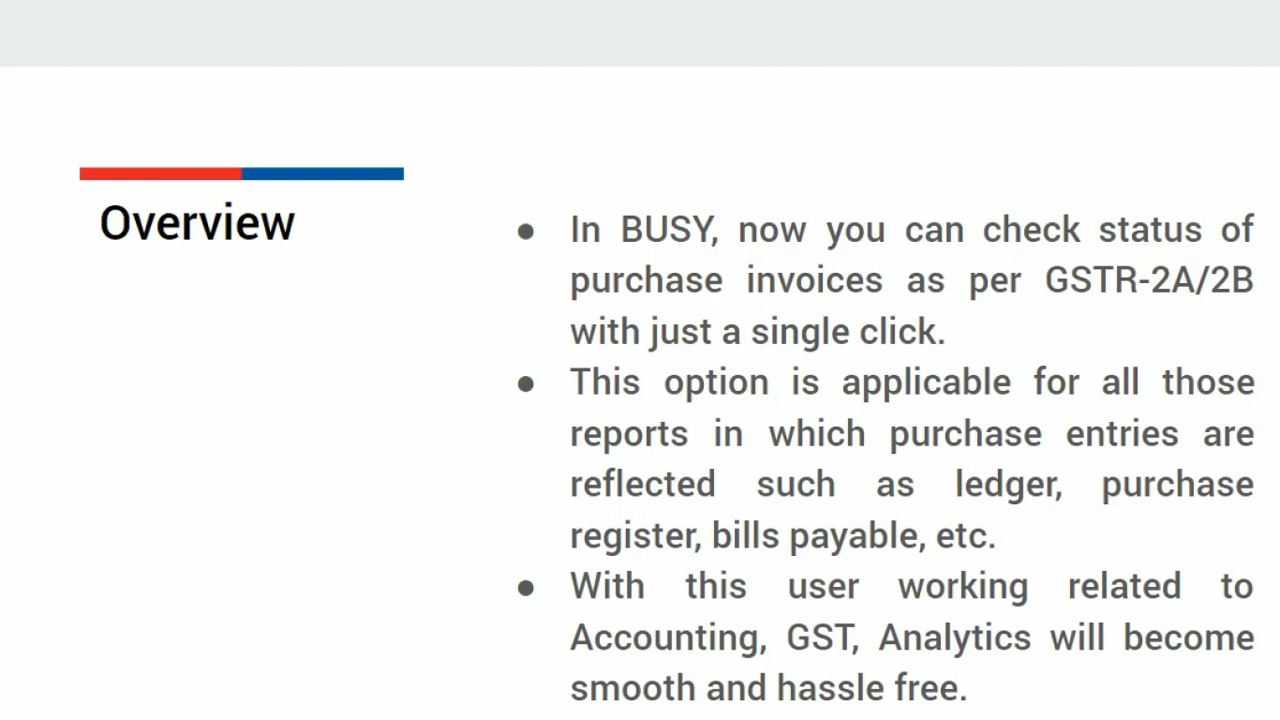 Overview
● In BUSY, now you can check status of
purchase invoices as per GSTR-2A/2B
with just a single click.
● This option is applicable for all those
reports in which purchase entries are
reflected such as ledger, purchase
register, bills payable, etc.
● With this user working related to
Accounting, GST, Analytics will become
smooth and hassle free.